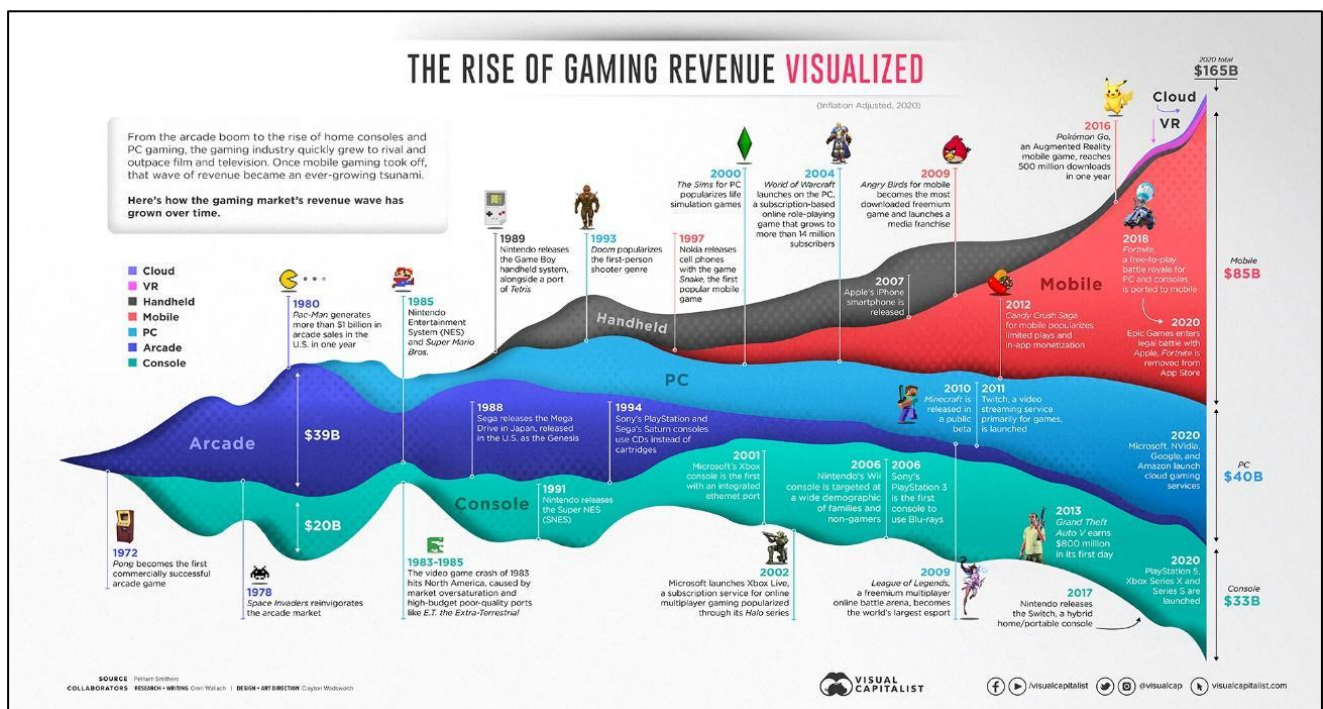 THE RISE OF GAMING REVENUE VISUALIZED
(Inflation Adjusted, 2020)
From the arcade boom to the rise of home consoles and
PC gaming, the gaming industry quickly grew to rival and
outpace film and television. Once mobile gaming took off,
that wave of revenue became an ever-growing tsunami.
Here's how the gaming market's revenue wave has
grown over time.
Cloud
VR
Handheld
Mobile
PC
Arcade
Console
1980
Pac-Man generates
more than $1 billion in
arcade sales in the
U.S. in one year
1985
Nintendo
Entertainment
System (NES)
and Super Mario
Bros.
1989
Nintendo releases
the Game Boy
handheld system,
alongside a port
of Tetris
1993
Doom popularizes
the first-person
shooter genre
1997
Nokia releases
cell phones
with the game
Snake, the first
popular mobile
game
2000
The Sims for PC
popularizes life
simulation games
2004
World of Warcraft
launches on the PC,
a subscription-based
online role-playing
game that grows to
more than 14 million
subscribers
2009
Angry Birds for mobile
becomes the most
downloaded freemium
game and launches a
media franchise
2007
Apple's iPhone
smartphone is
released
2016
Pokémon Go,
an Augmented Reality
mobile game, reaches
500 million downloads
in one year
Cloud
VR
2020 total
$165B
2018
Fortnite,
a free-to-play
battle royale for
PC and consoles,
is ported to mobile
2020
Epic Games enters
legal battle with
Apple, Fortnite is
removed from
App Store
Mobile
2012
Candy Crush Saga
for mobile popularizes
limited plays and
in-app monetization
Mobile
$85B
Handheld
PC
Arcade
$39B
1988
Sega releases the Mega
Drive in Japan, released
in the U.S. as the Genesis
1994
Sony's PlayStation and
Sega's Saturn consoles
use CDs instead of
cartridges
2010
Minecraft is
released in
a public
beta
2011
Twitch, a video
streaming service
primarily for games,
is launched
2020
Microsoft, NVidia,
Google, and
Amazon launch
cloud gaming
services
PC
$40B
Console
$20B
1991
Nintendo releases
the Super NES
(SNES)
2001
Microsoft's Xbox
console is the first
with an integrated
ethernet port
2006
Nintendo's Wii
console is targeted at
a wide demographic
of families and
non-gamers
2006
Sony's
PlayStation 3
is the first
console to
use Blu-rays
2013
Grand Theft
Auto V earns
$800 million
in its first day
2020
PlayStation 5,
Xbox Series X and
Series S are
launched
Console
$33B
1972
Pong becomes the first
commercially successful
arcade game
1978
Space Invaders reinvigorates
the arcade market
1983-1985
The video game crash of 1983
hits North America, caused by
market oversaturation and
high-budget poor-quality ports
like E.T. the Extra-Terrestrial
2002
Microsoft launches Xbox Live,
a subscription service for online
multiplayer gaming popularized
through its Halo series
2009
League of Legends,
a freemium multiplayer
online battle arena, becomes
the world's largest esport
2017
Nintendo releases
the Switch, a hybrid
home/portable console
SOURCE Pelham Smithers
COLLABORATORS RESEARCH + WRITING Omri Wallach | DESIGN + ART DIRECTION Clayton Wadsworth
VISUAL
CAPITALIST
/visualcapitalist @visualcap visualcapitalist.com